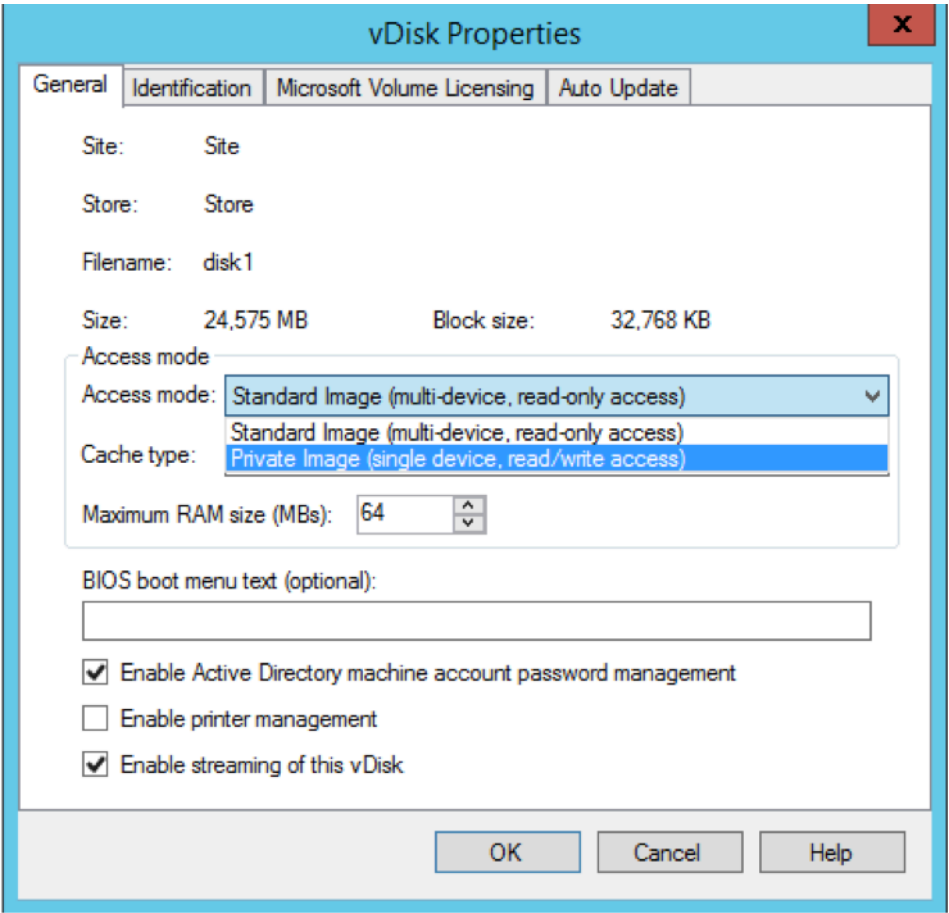 vDisk Properties
x
General Identification Microsoft Volume Licensing Auto Update
Site: Site
Store: Store
Filename: disk1
Size: 24,575 MB Block size: 32,768 KB
Access mode
Access mode: Standard Image (multi-device, read-only access)
Standard Image (multi-device, read-only access)
Cache type: Private Image (single device, read/write access)
Maximum RAM size (MBs): 64
BIOS boot menu text (optional):
Enable Active Directory machine account password management
Enable printer management
Enable streaming of this vDisk
OK Cancel Help